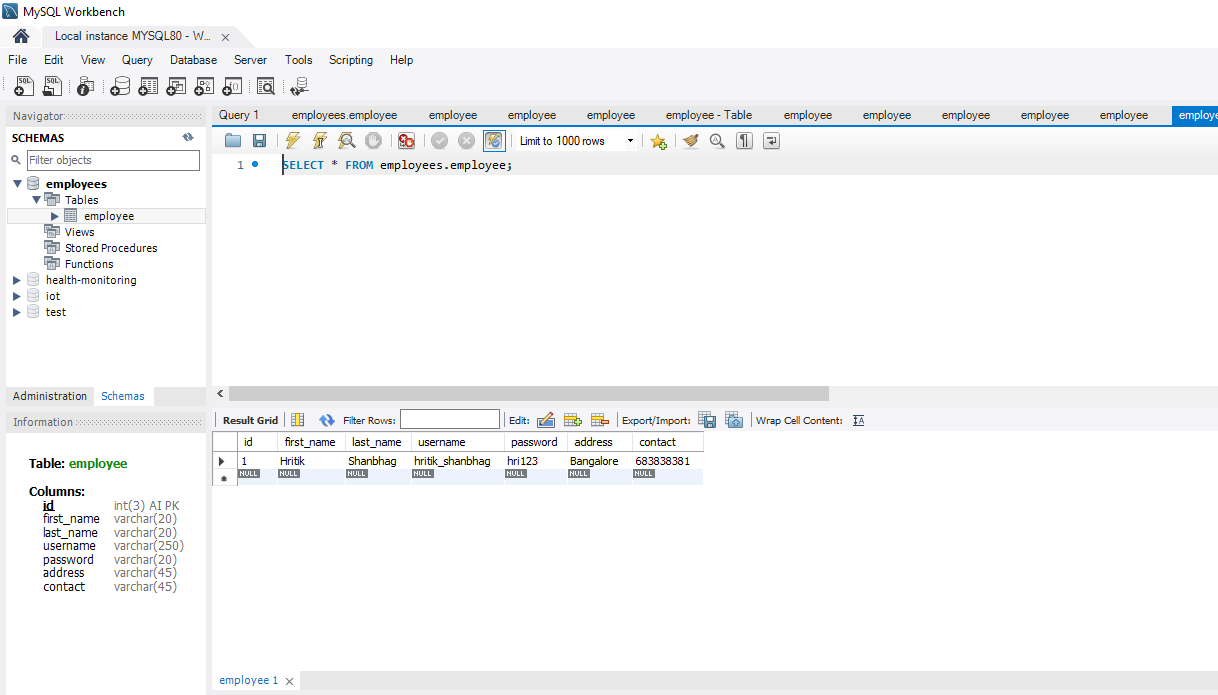 MySQL Workbench
Local instance MYSQL80 - W...
File Edit View Query Database Server Tools Scripting Help
Navigator
SCHEMAS
Filter objects
employees
Tables
employee
Views
Stored Procedures
Functions
health-monitoring
iot
test
Administration Schemas
Information
Table: employee
Columns:
id int(3) AI PK
first_name varchar(20)
last_name varchar(20)
username varchar(250)
password varchar(20)
address varchar(45)
contact varchar(45)
Query 1 employees.employee employee employee employee employee - Table employee employee employee employee employee employe
Limit to 1000 rows
1 SELECT * FROM employees.employee;
Result Grid Filter Rows: Edit: Export/Import: Wrap Cell Content:
id first_name last_name username password address contact
1 Hritik Shanbhag hritik_shanbhag hri123 Bangalore 683838381
NULL NULL NULL NULL NULL NULL NULL
employee 1